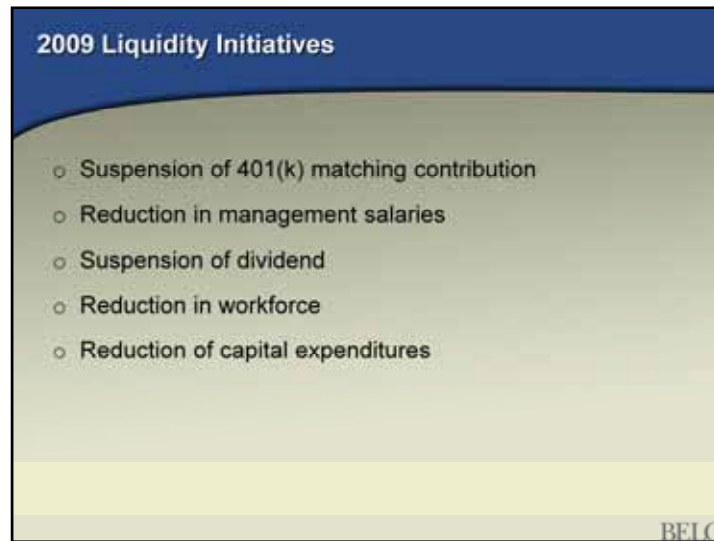 2009 Liquidity Initiatives
o Suspension of 401(k) matching contribution
o Reduction in management salaries
o Suspension of dividend
o Reduction in workforce
o Reduction of capital expenditures